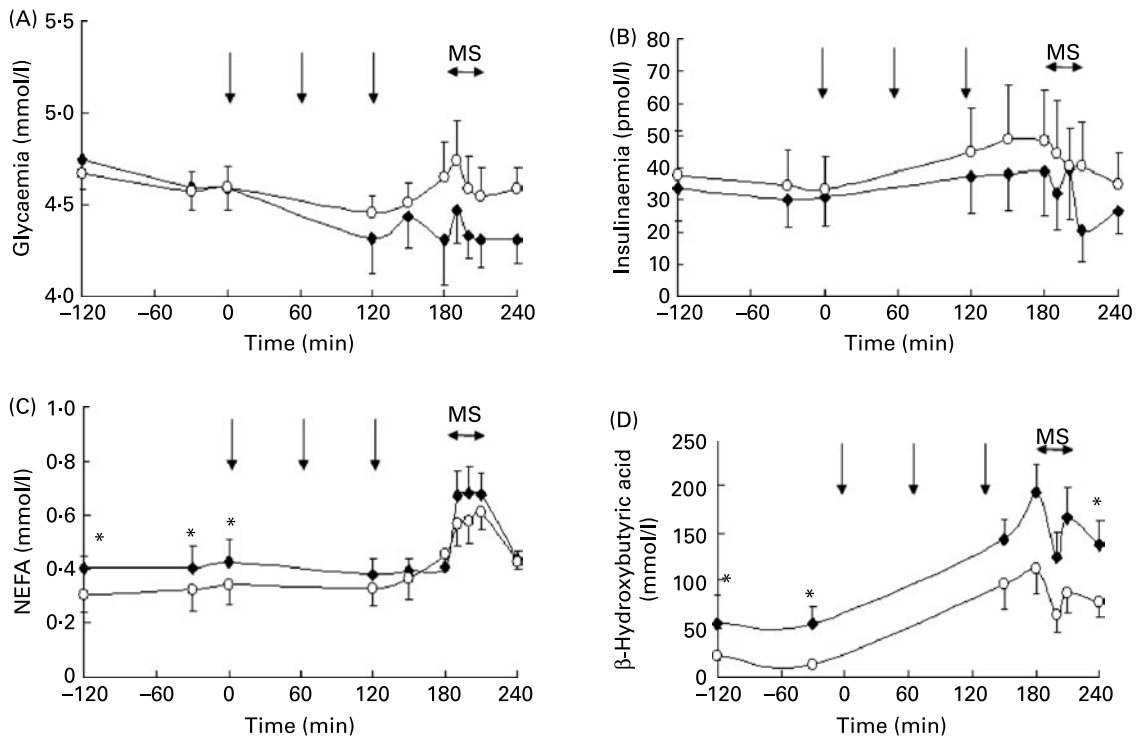 (A)
5·5
5·0
4·5
4·0
Glycaemia (mmol/l)
MS
–120 –60 0 60 120 180 240
Time (min)
(B)
80
70
60
50
40
30
20
10
0
Insulinaemia (pmol/l)
MS
–120 –60 0 60 120 180 240
Time (min)
(C)
1·0
0·8
0·6
0·4
0·2
0
NEFA (mmol/l)
MS
* * *
–120 –60 0 60 120 180 240
Time (min)
(D)
250
200
150
100
50
0
β-Hydroxybutyric acid
(mmol/l)
MS
* * *
–120 –60 0 60 120 180 240
Time (min)